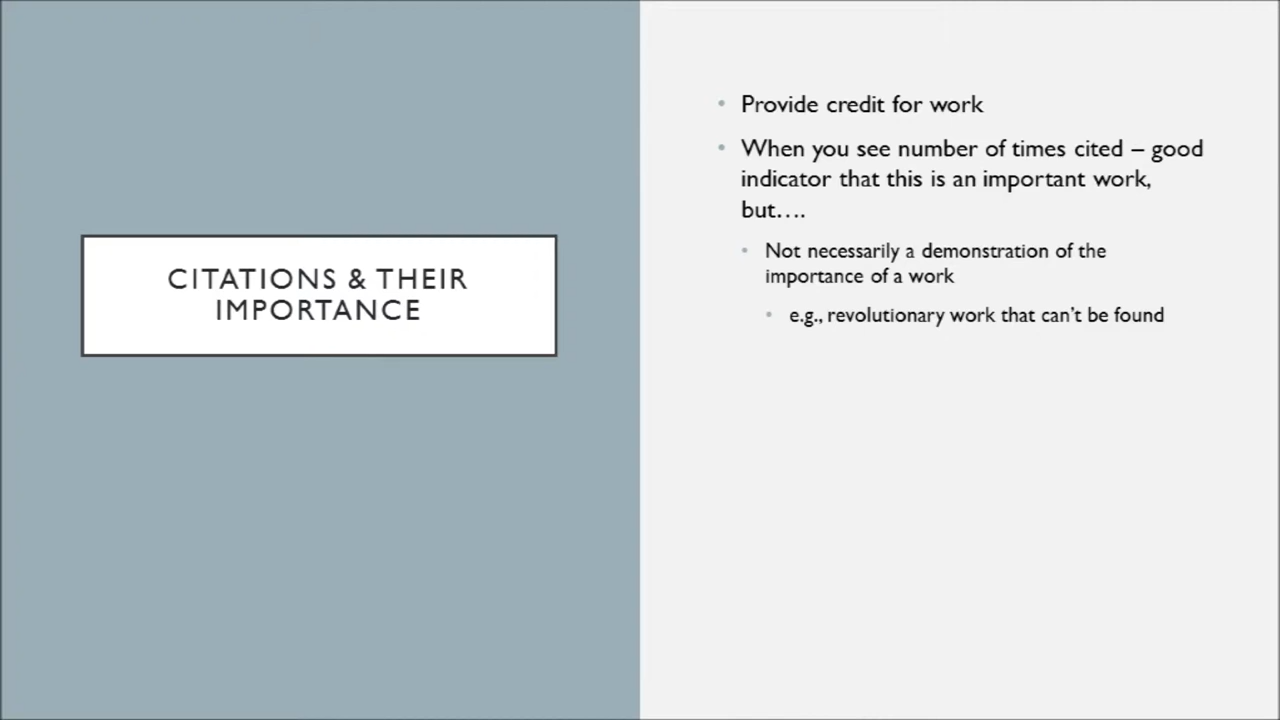 CITATIONS & THEIR
IMPORTANCE
• Provide credit for work
• When you see number of times cited – good
indicator that this is an important work,
but….
• Not necessarily a demonstration of the
importance of a work
• e.g., revolutionary work that can't be found